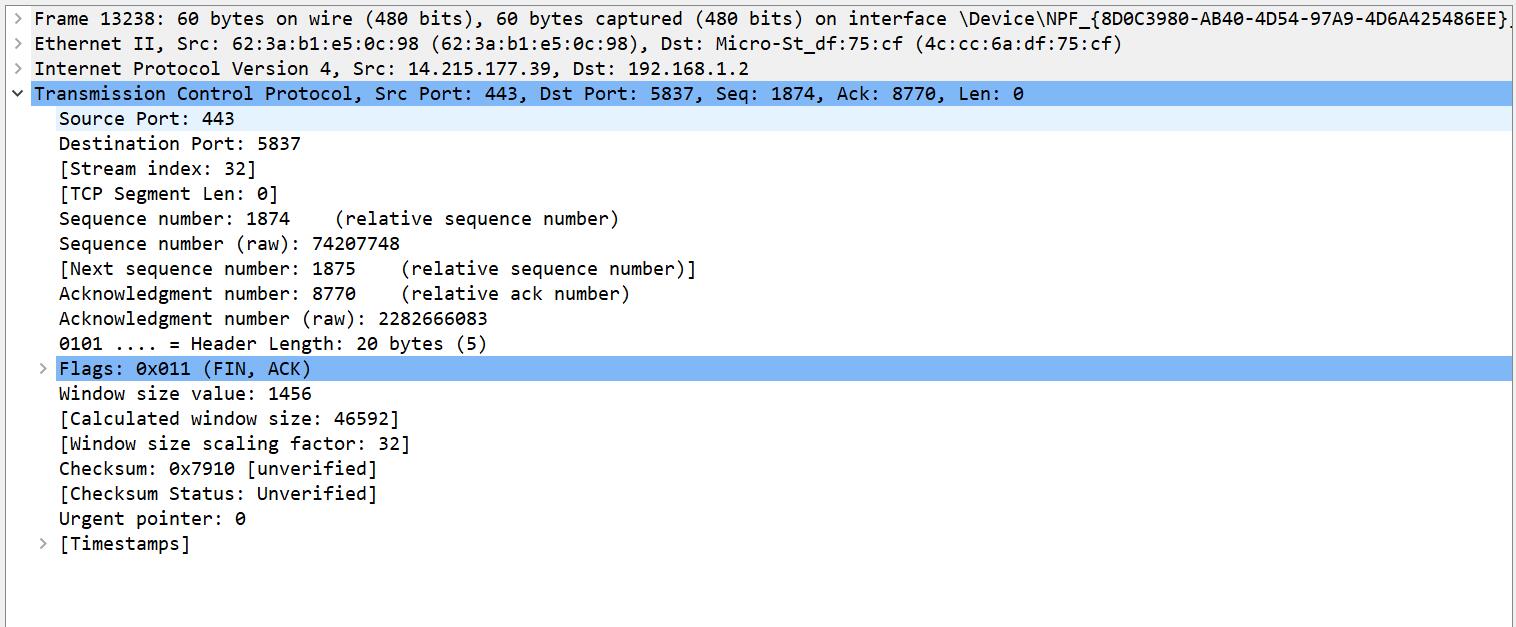 Frame 13238: 60 bytes on wire (480 bits), 60 bytes captured (480 bits) on interface \Device\NPF_{8D0C3980-AB40-4D54-97A9-4D6A425486EE},
Ethernet II, Src: 62:3a:b1:e5:0c:98 (62:3a:b1:e5:0c:98), Dst: Micro-St_df:75:cf (4c:cc:6a:df:75:cf)
Internet Protocol Version 4, Src: 14.215.177.39, Dst: 192.168.1.2
Transmission Control Protocol, Src Port: 443, Dst Port: 5837, Seq: 1874, Ack: 8770, Len: 0
Source Port: 443
Destination Port: 5837
[Stream index: 32]
[TCP Segment Len: 0]
Sequence number: 1874    (relative sequence number)
Sequence number (raw): 74207748
[Next sequence number: 1875    (relative sequence number)]
Acknowledgment number: 8770    (relative ack number)
Acknowledgment number (raw): 2282666083
0101 .... = Header Length: 20 bytes (5)
Flags: 0x011 (FIN, ACK)
Window size value: 1456
[Calculated window size: 46592]
[Window size scaling factor: 32]
Checksum: 0x7910 [unverified]
[Checksum Status: Unverified]
Urgent pointer: 0
[Timestamps]